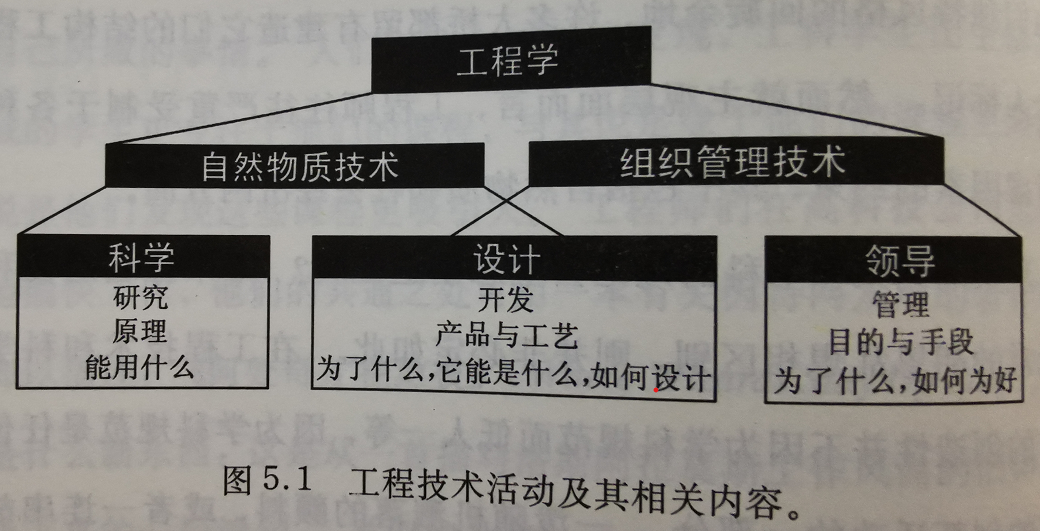 工程学
自然物质技术
组织管理技术
科学
研究
原理
能用什么
设计
开发
产品与工艺
为了什么,它能是什么,如何设计
领导
管理
目的与手段
为了什么,如何为好
图 5.1 工程技术活动及其相关内容。